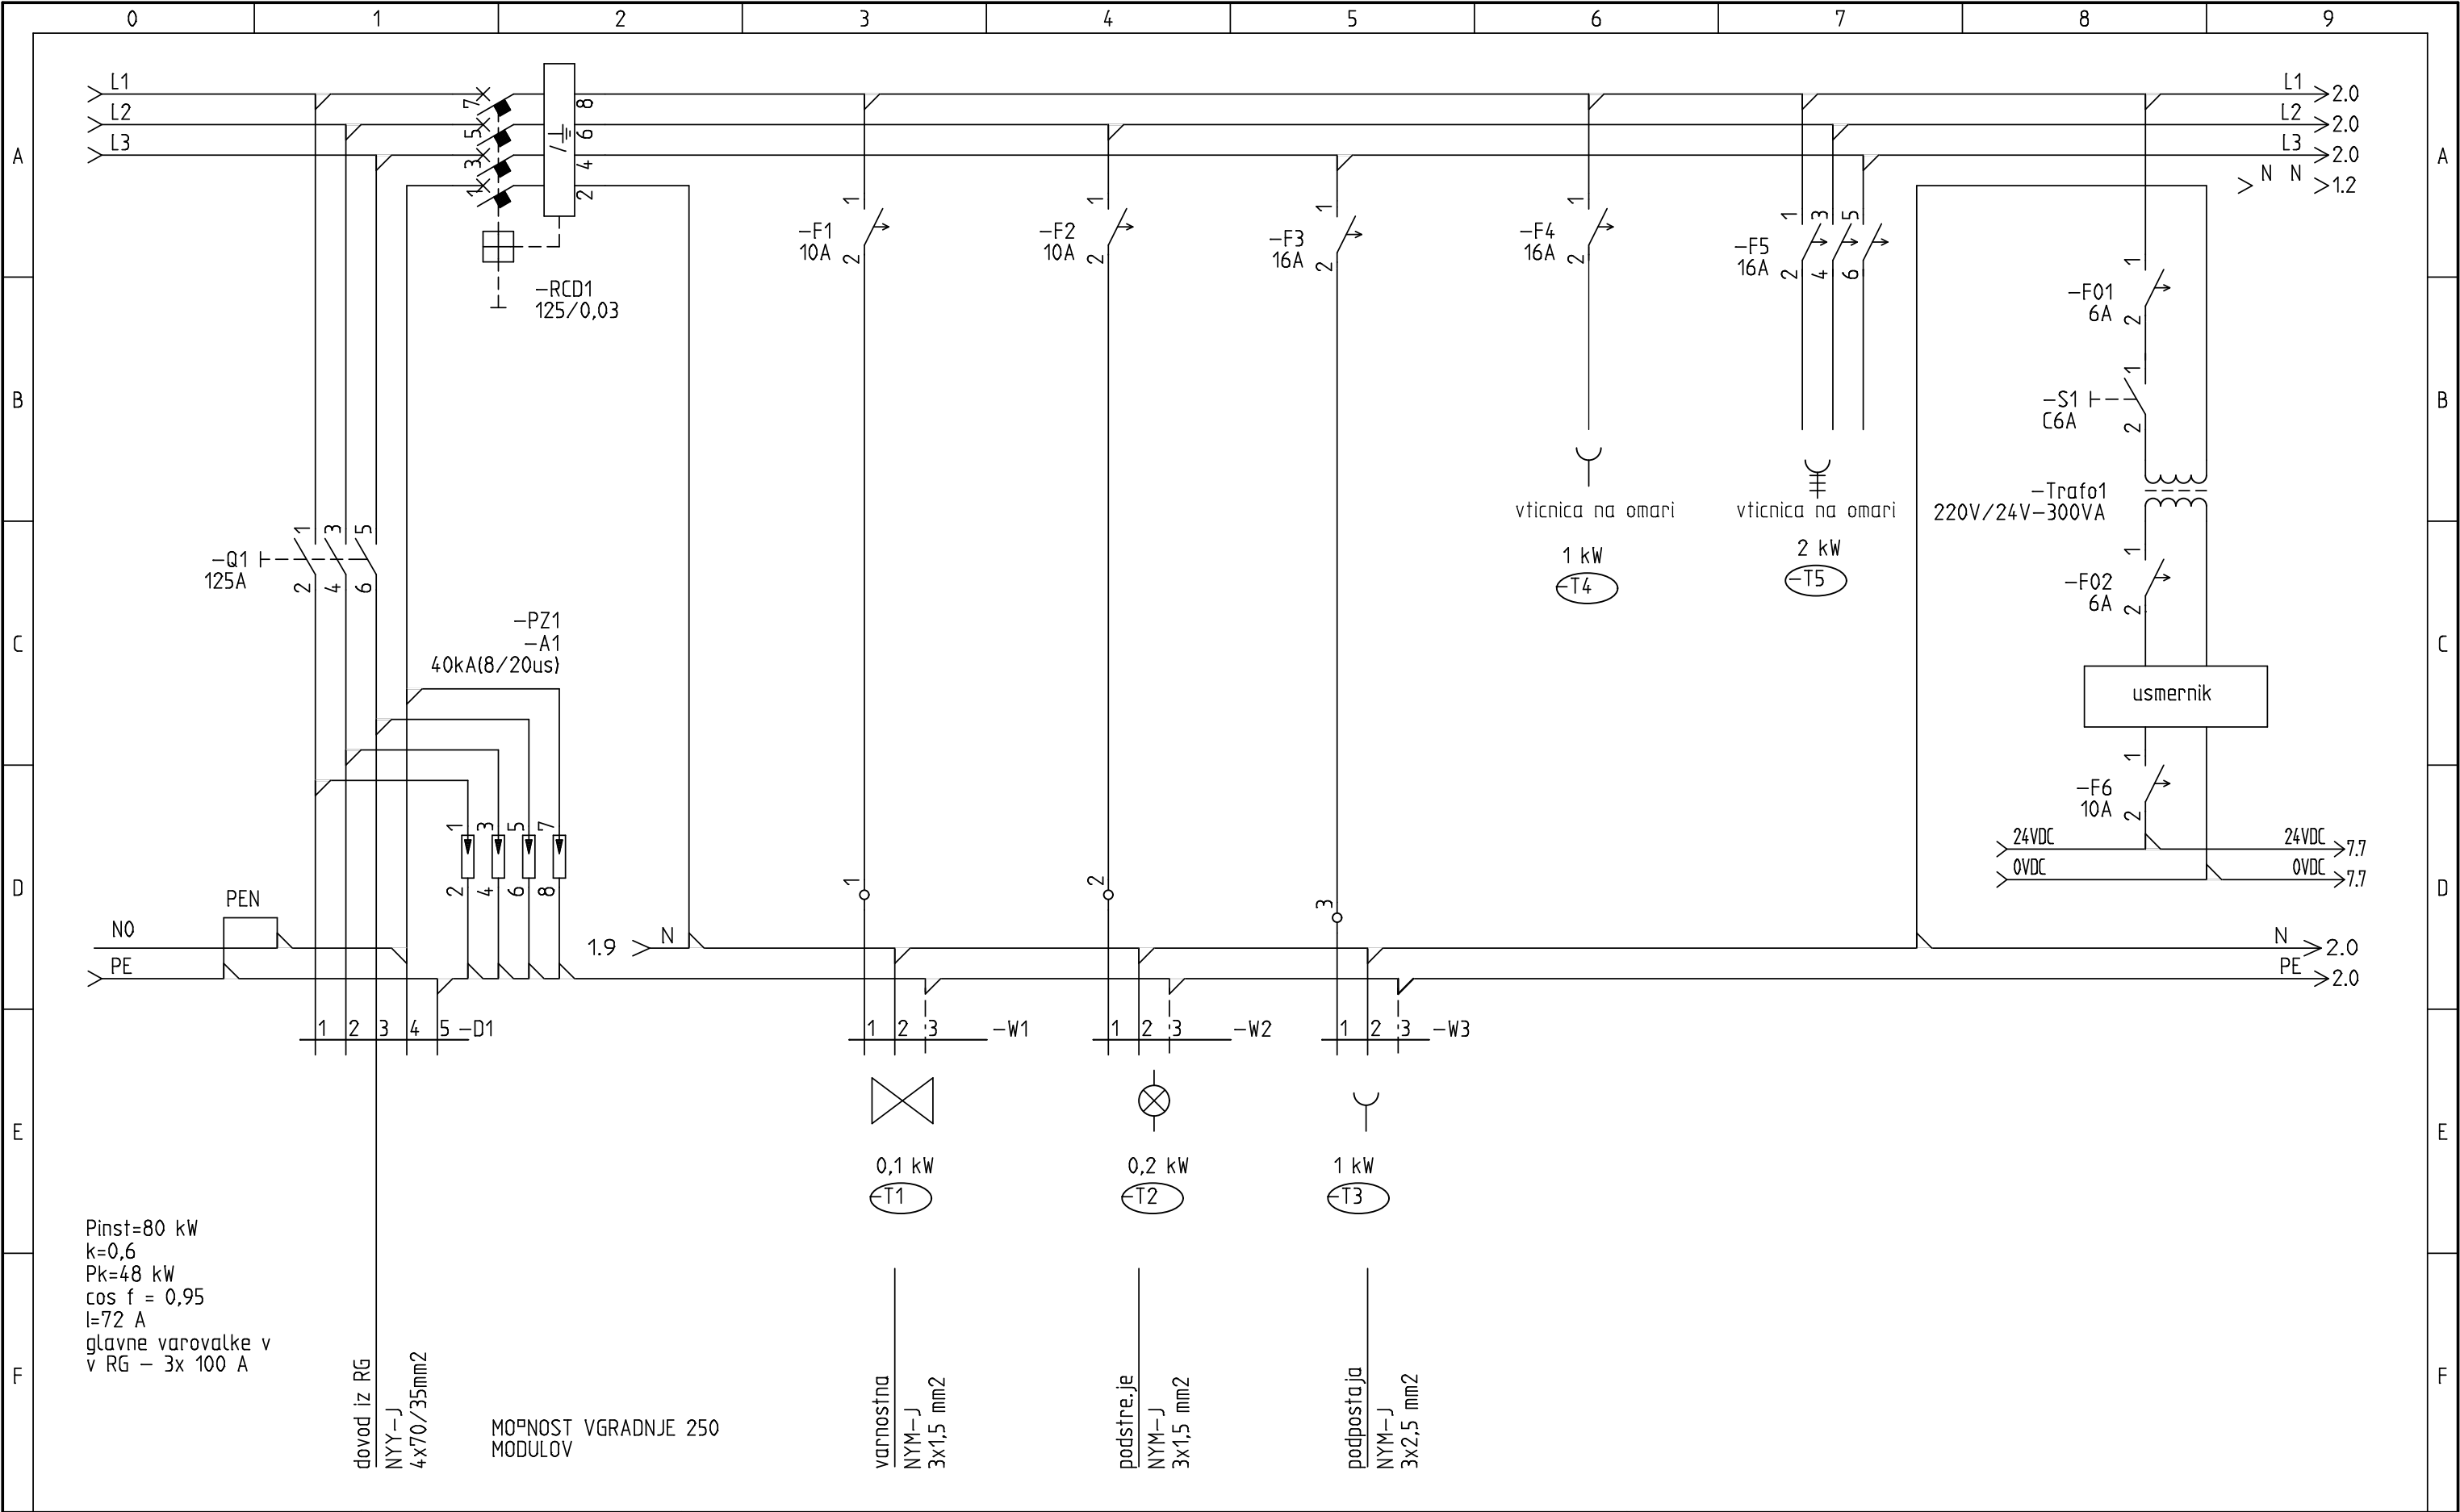 0 1 2 3 4 5 6 7 8 9
L1
L2
L3
7 8
5 6
3 4
1 2
L1 2.0
L2 2.0
L3 2.0
N N 1.2
A A
-RCD1
125/0,03
-F1
10A
1
2
-F2
10A
1
2
-F3
16A
1
2
-F4
16A
1
2
-F5
16A
1 3 5
2 4 6
-F01
6A
1
2
B B
-S1
C6A
1
2
vticnica na omari
1 kW
-T4
vticnica na omari
2 kW
-T5
-Trafo1
220V/24V-300VA
-Q1
125A
1 3 5
2 4 6
-F02
6A
1
2
C C
-PZ1
-A1
40kA(8/20us)
usmernik
-F6
10A
1
2
1 3 5 7
2 4 6 8
24VDC 24VDC 7.7
0VDC 0VDC 7.7
D D
1 2 3
PEN
N0
PE
1.9 N
N 2.0
PE 2.0
1 2 3 4 5 -D1
1 2 3 -W1
1 2 3 -W2
1 2 3 -W3
E E
0,1 kW
-T1
0,2 kW
-T2
1 kW
-T3
Pinst=80 kW
k=0,6
Pk=48 kW
cos f = 0,95
I=72 A
glavne varovalke v
v RG - 3x 100 A
F F
dovod iz RG
NYY-J
4x70/35mm2
MO¤NOST VGRADNJE 250
MODULOV
varnostna
NYM-J
3x1,5 mm2
podstre.je
NYM-J
3x1,5 mm2
podpostaja
NYM-J
3x2,5 mm2